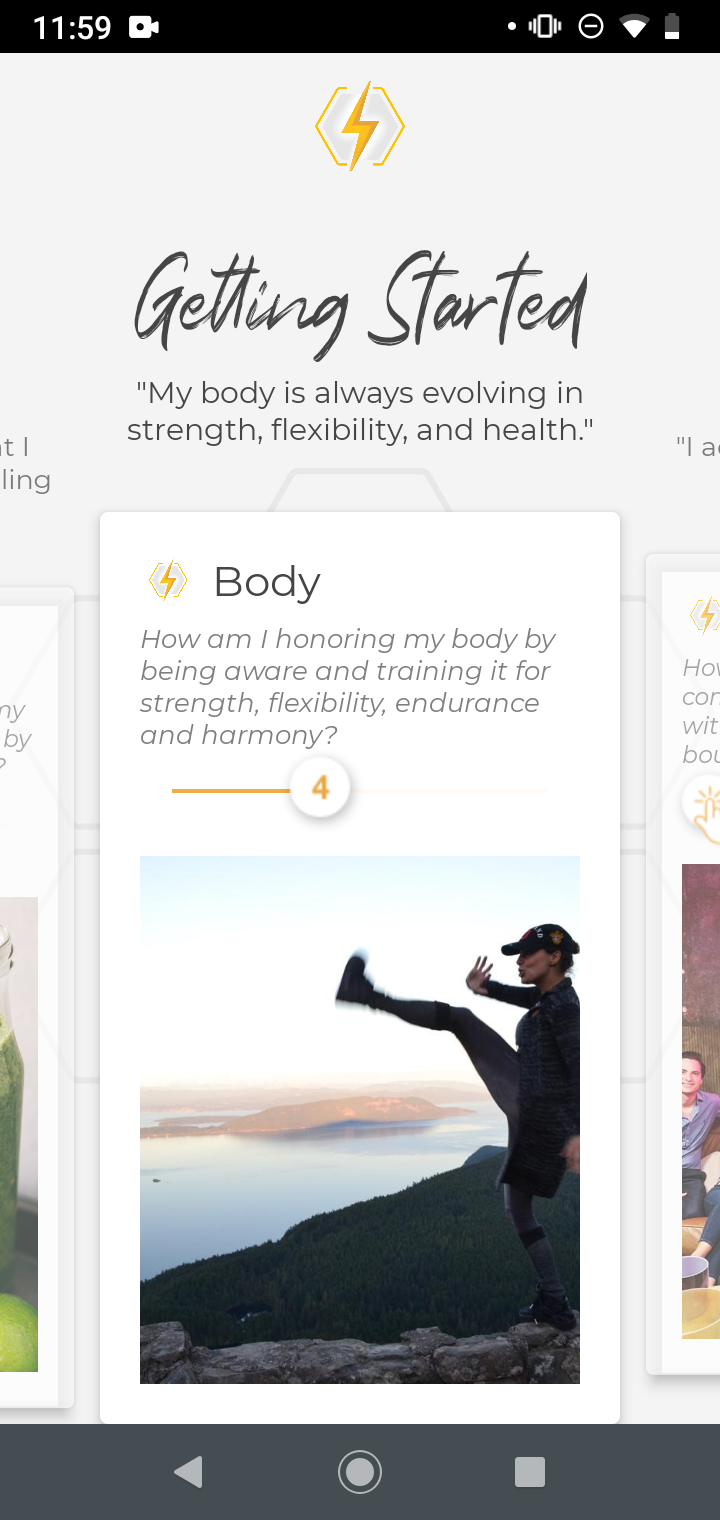 11:59
Getting Started
"My body is always evolving in
strength, flexibility, and health."
t I
ling
"I a
Body
How am I honoring my body by
being aware and training it for
strength, flexibility, endurance
and harmony?
4
my
by
?
How
con
wit
bou